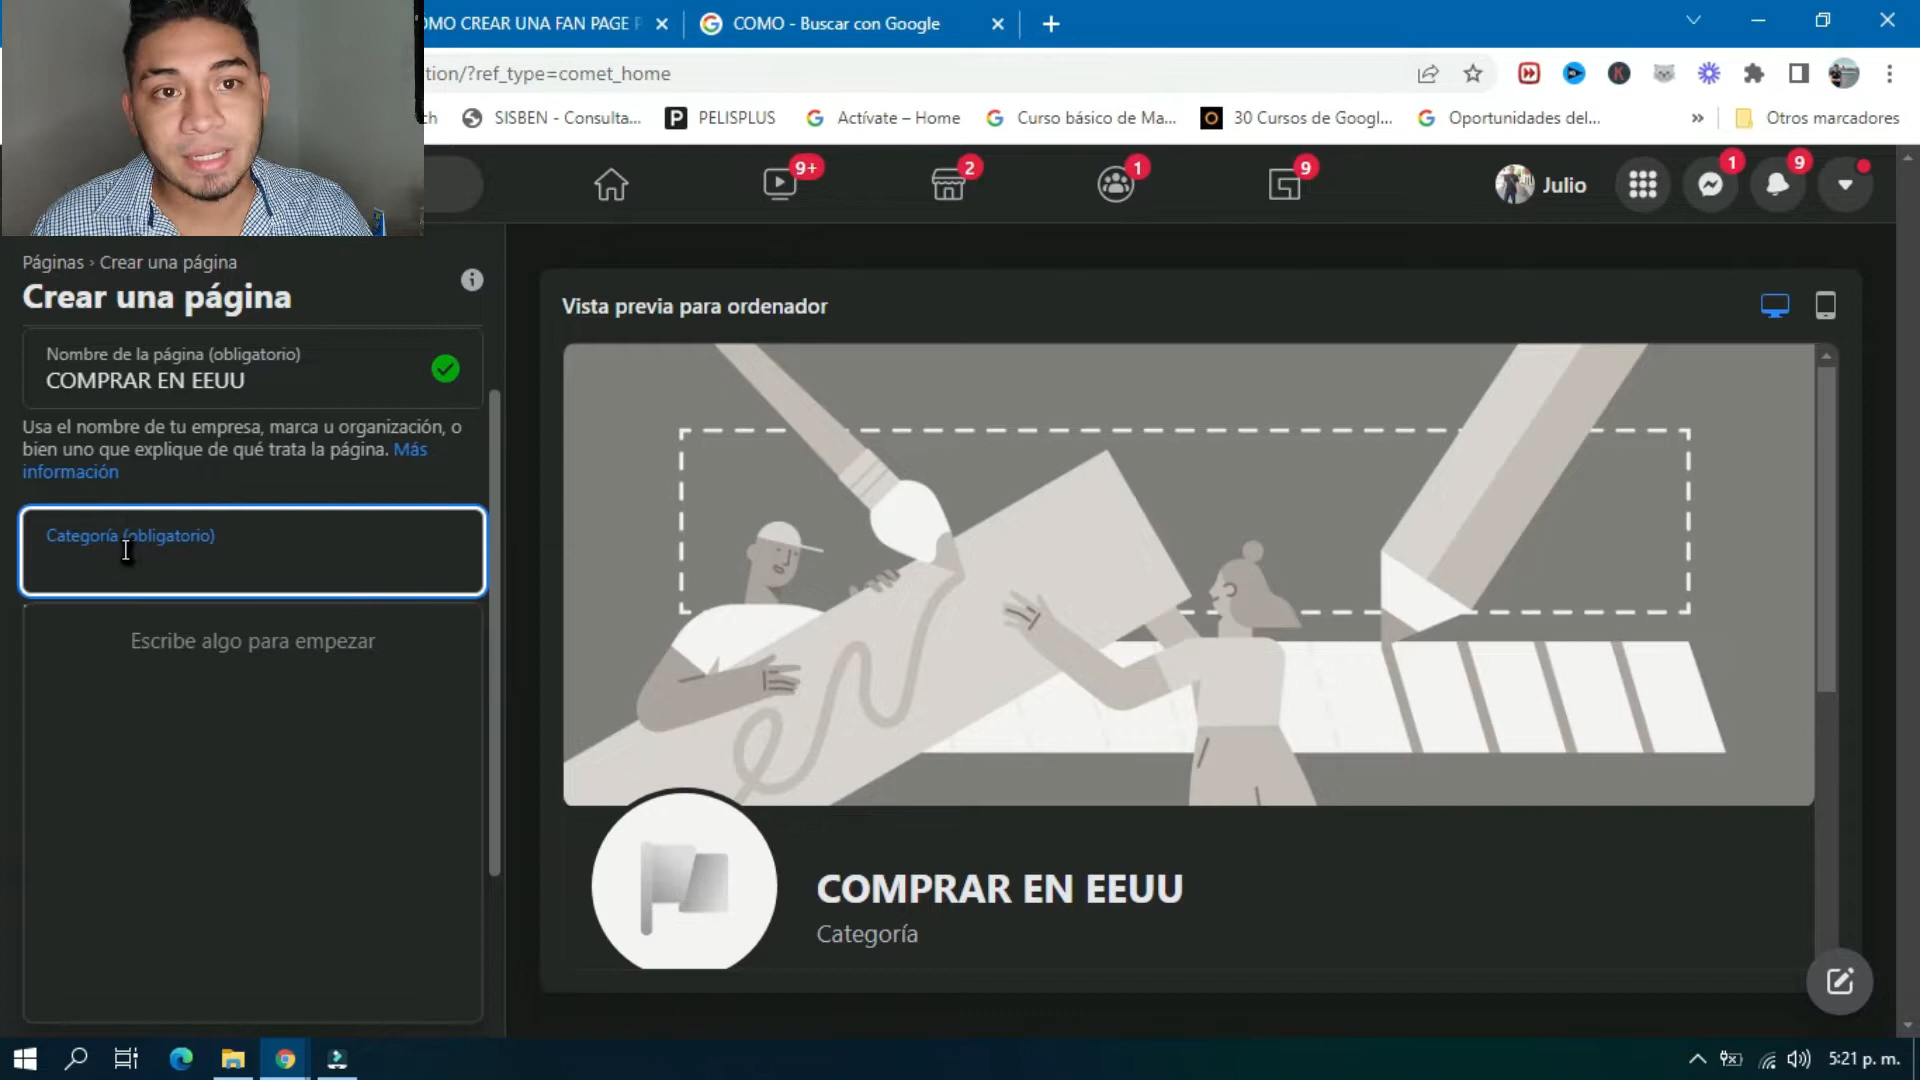 OMO CREAR UNA FAN PAGE P
COMO - Buscar con Google
tion/?ref_type=comet_home
ch
SISBEN - Consulta...
PELISPLUS
Actívate – Home
Curso básico de Ma...
30 Cursos de Googl...
Oportunidades del...
»
Otros marcadores
9+
2
1
9
Julio
1
9
Páginas › Crear una página
Crear una página
Nombre de la página (obligatorio)
COMPRAR EN EEUU
Usa el nombre de tu empresa, marca u organización, o
bien uno que explique de qué trata la página. Más
información
Categoría (obligatorio)
Escribe algo para empezar
Vista previa para ordenador
COMPRAR EN EEUU
Categoría
5:21 p. m.